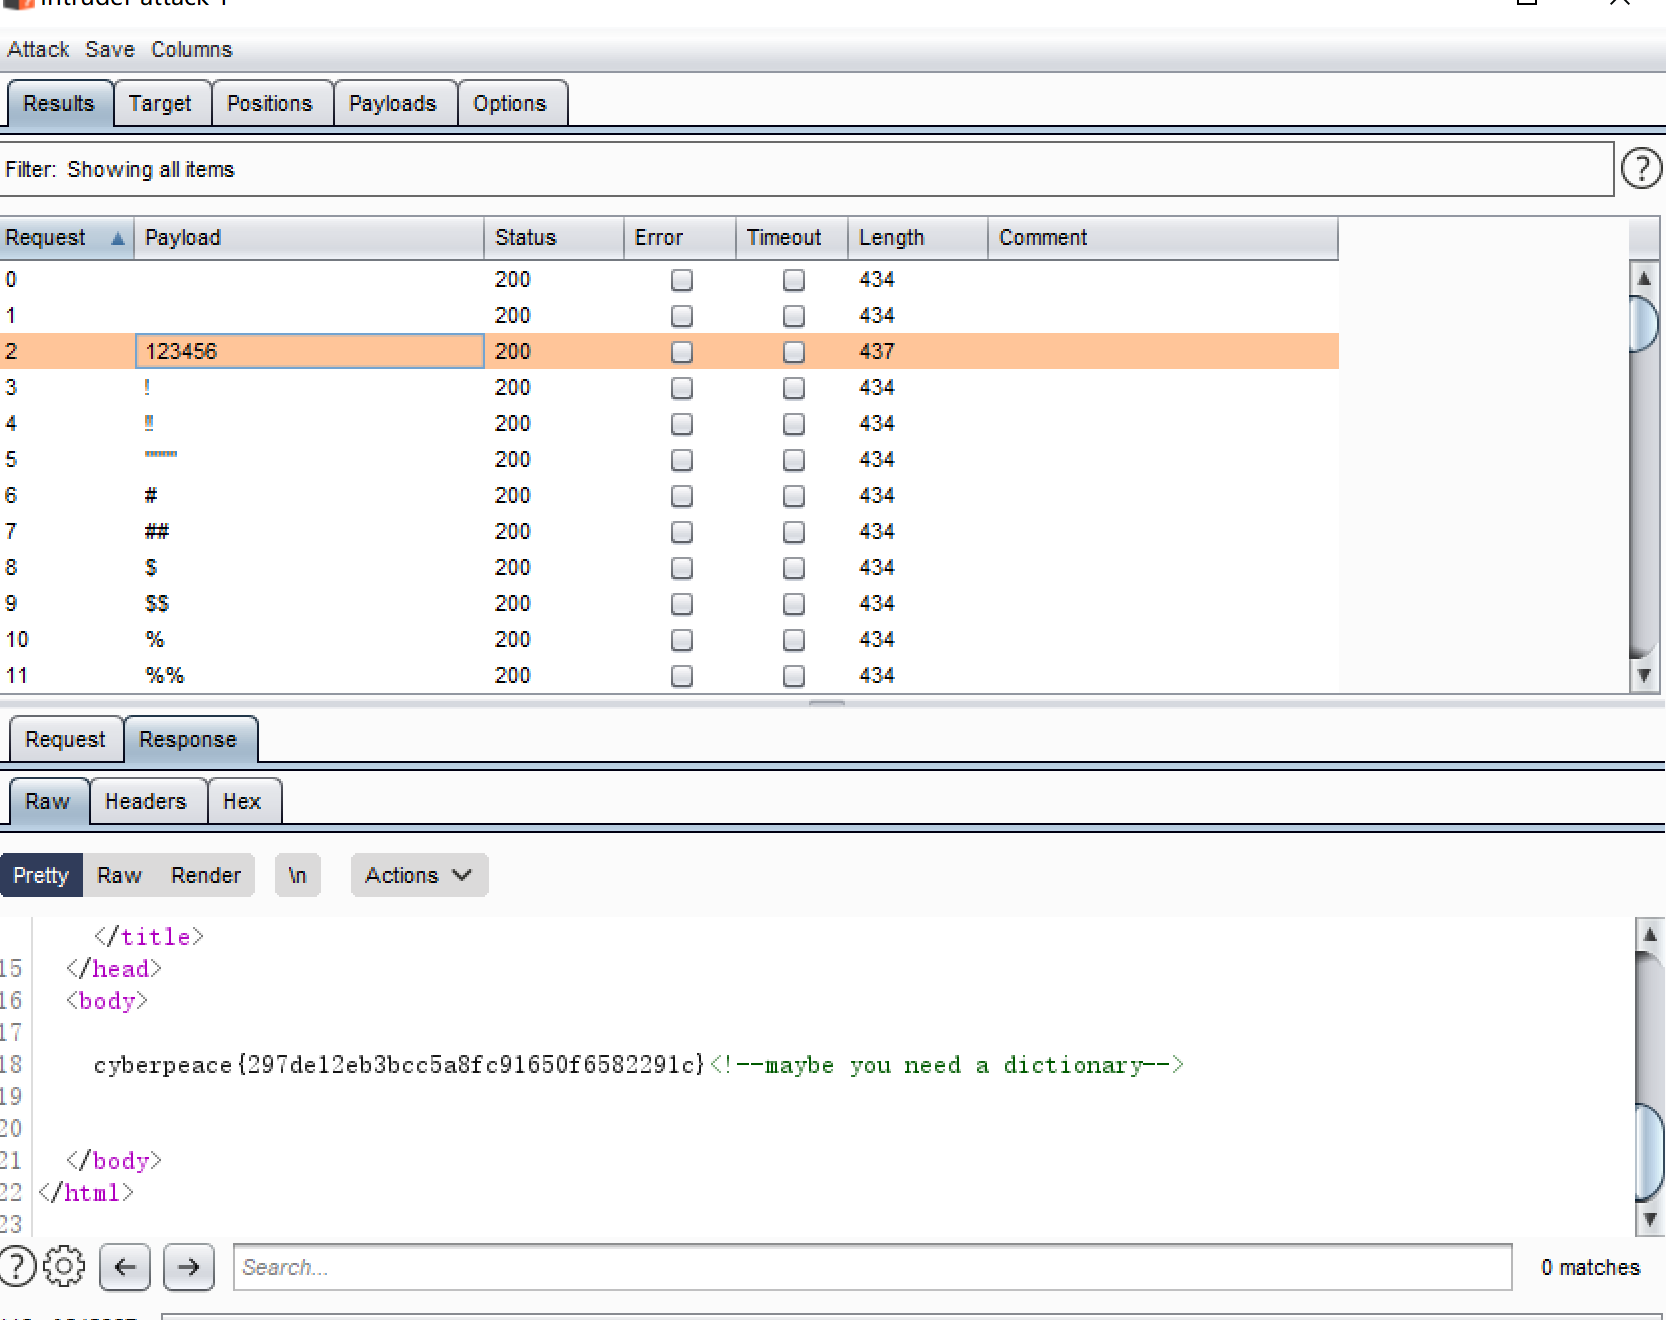 Intruder attack 1
Attack Save Columns
Results Target Positions Payloads Options
Filter: Showing all items
?
Request Payload Status Error Timeout Length Comment
0 200 434
1 200 434
2 123456 200 437
3 ! 200 434
4 !! 200 434
5 200 434
6 # 200 434
7 ## 200 434
8 $ 200 434
9 $$ 200 434
10 % 200 434
11 %% 200 434
Request Response
Raw Headers Hex
Pretty Raw Render \n Actions
</title>
15 </head>
16 <body>
17
18 cyberpeace{297de12eb3bcc5a8fc91650f6582291c}<!--maybe you need a dictionary-->
19
20
21 </body>
22 </html>
23
? Search... 0 matches